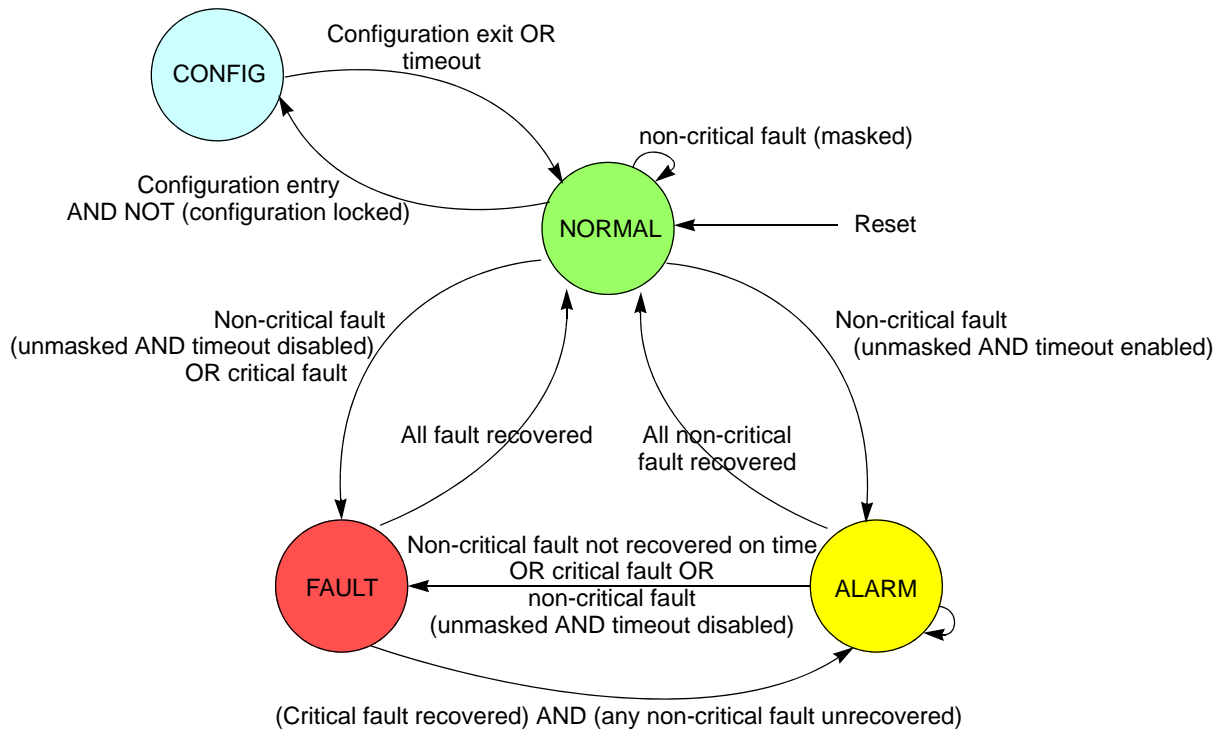 Configuration exit OR
timeout
CONFIG
non-critical fault (masked)
Configuration entry
AND NOT (configuration locked)
NORMAL
Reset
Non-critical fault
(unmasked AND timeout disabled)
OR critical fault
Non-critical fault
(unmasked AND timeout enabled)
All fault recovered
All non-critical
fault recovered
Non-critical fault not recovered on time
OR critical fault OR
non-critical fault
(unmasked AND timeout disabled)
FAULT
ALARM
(Critical fault recovered) AND (any non-critical fault unrecovered)